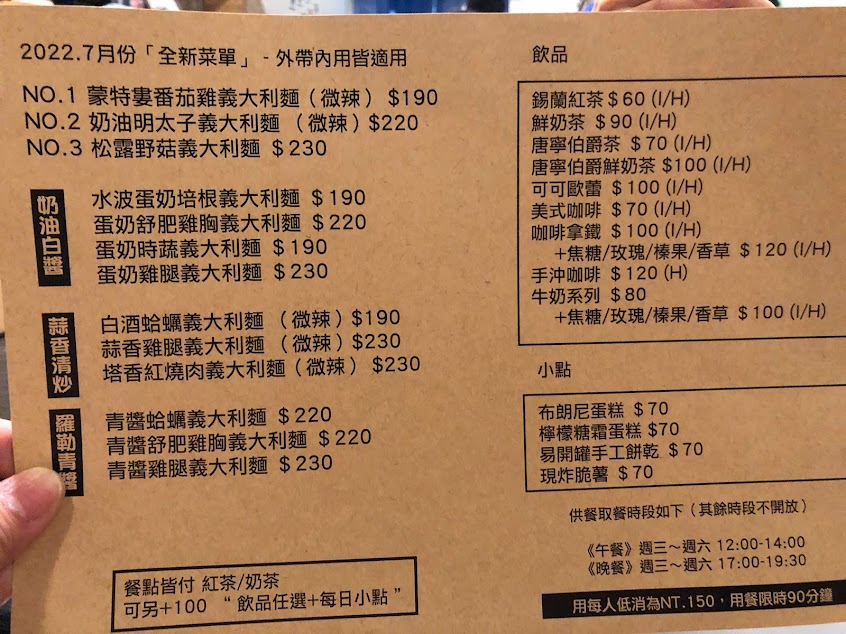 2022.7月份「全新菜單」 - 外帶內用皆適用
NO.1 蒙特婁番茄雞義大利麵（微辣） $190
NO.2 奶油明太子義大利麵 （微辣）$220
NO.3 松露野菇義大利麵 $230
奶油白醬
水波蛋奶培根義大利麵 $190
蛋奶舒肥雞胸義大利麵 $220
蛋奶時蔬義大利麵 $190
蛋奶雞腿義大利麵 $230
蒜香清炒
白酒蛤蠣義大利麵 （微辣）$190
蒜香雞腿義大利麵 （微辣）$230
塔香紅燒肉義大利麵（微辣） $230
羅勒青醬
青醬蛤蠣義大利麵 $220
青醬舒肥雞胸義大利麵 $220
青醬雞腿義大利麵 $230
餐點皆付 紅茶/奶茶
可另+100 “ 飲品任選+每日小點 ”
飲品
錫蘭紅茶 $60 (I/H)
鮮奶茶 $90 (I/H)
唐寧伯爵茶 $70 (I/H)
唐寧伯爵鮮奶茶 $100 (I/H)
可可歐蕾 $100 (I/H)
美式咖啡 $70 (I/H)
咖啡拿鐵 $100 (I/H)
+焦糖/玫瑰/榛果/香草 $120 (I/H)
手沖咖啡 $120 (H)
牛奶系列 $80
+焦糖/玫瑰/榛果/香草 $100 (I/H)
小點
布朗尼蛋糕 $70
檸檬糖霜蛋糕 $70
易開罐手工餅乾 $70
現炸脆薯 $70
供餐取餐時段如下（其餘時段不開放）
《午餐》週三～週六 12:00-14:00
《晚餐》週三～週六 17:00-19:30
用每人低消為NT.150，用餐限時90分鐘